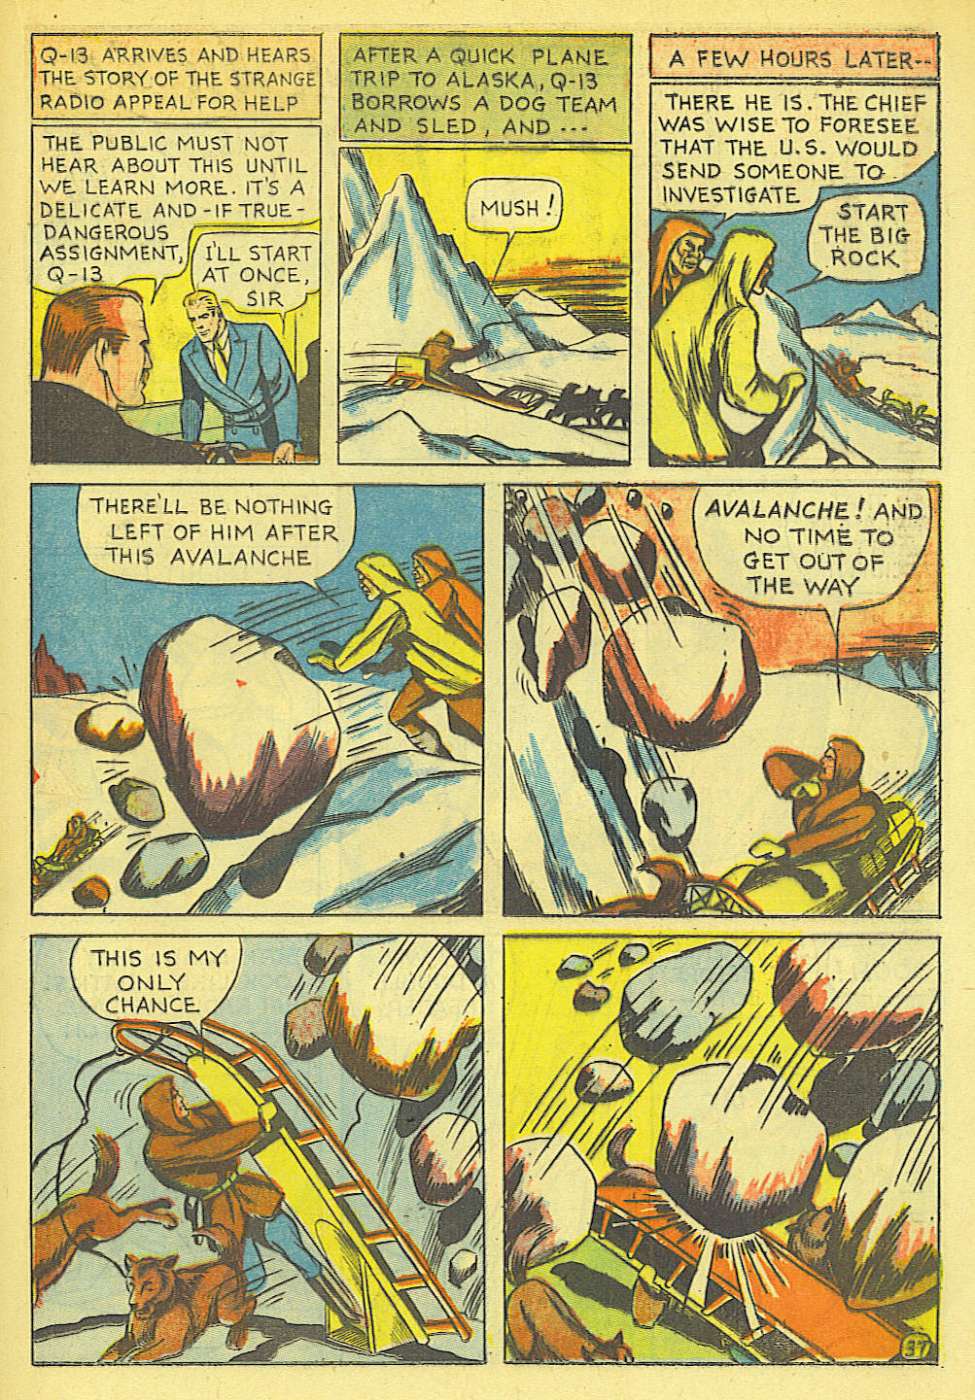 Q-13 ARRIVES AND HEARS
THE STORY OF THE STRANGE
RADIO APPEAL FOR HELP
THE PUBLIC MUST NOT
HEAR ABOUT THIS UNTIL
WE LEARN MORE. IT'S A
DELICATE AND -IF TRUE-
DANGEROUS
ASSIGNMENT,
Q-13
I'LL START
AT ONCE,
SIR
AFTER A QUICK PLANE
TRIP TO ALASKA, Q-13
BORROWS A DOG TEAM
AND SLED, AND ---
MUSH!
A FEW HOURS LATER--
THERE HE IS. THE CHIEF
WAS WISE TO FORESEE
THAT THE U.S. WOULD
SEND SOMEONE TO
INVESTIGATE
START
THE BIG
ROCK
THERE'LL BE NOTHING
LEFT OF HIM AFTER
THIS AVALANCHE
AVALANCHE! AND
NO TIME TO
GET OUT OF
THE WAY
THIS IS MY
ONLY
CHANCE
37